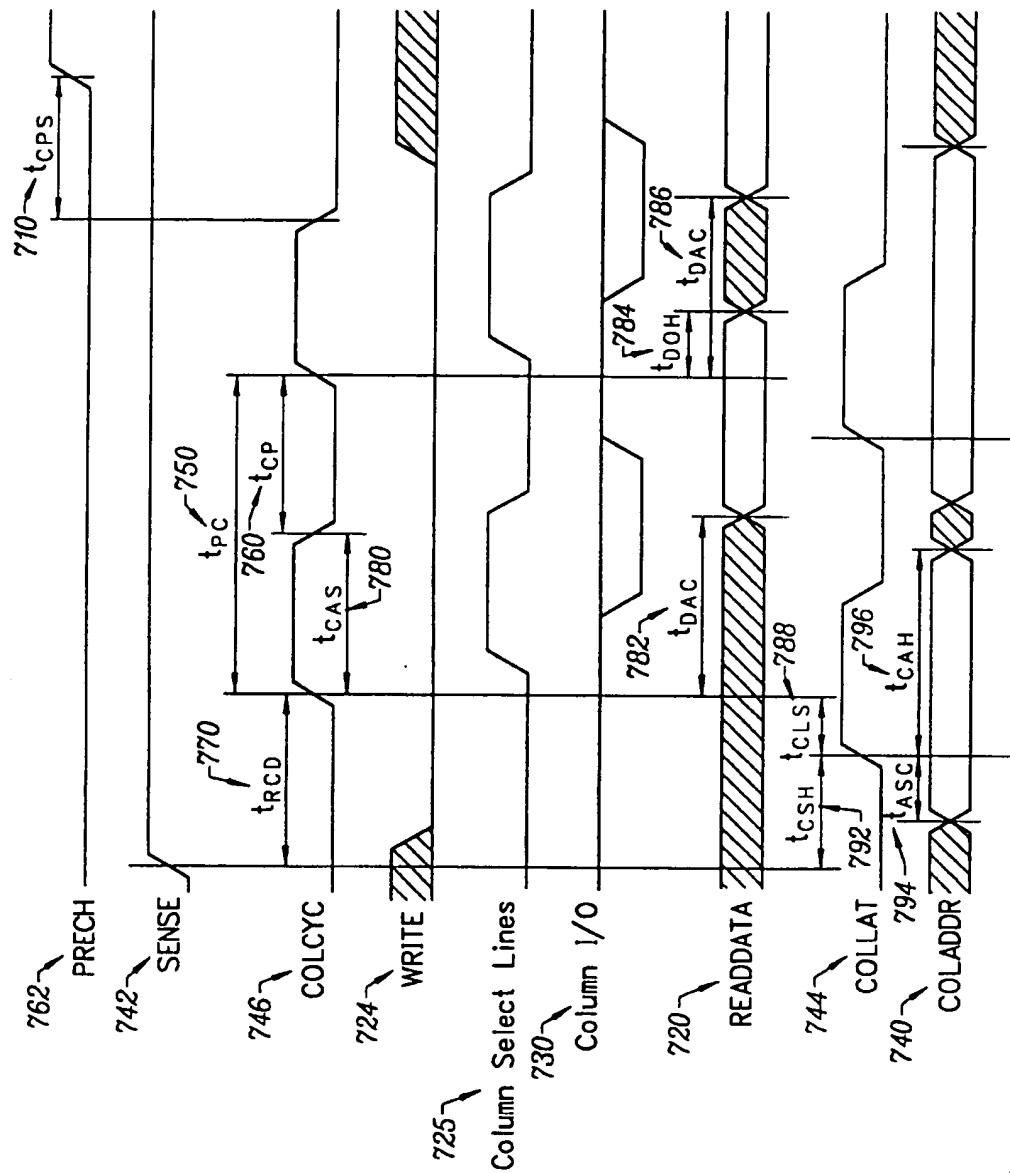 710 tCPS
762 PRECH
742 SENSE
770 tRCD
tPC 750
760 tCP
tCAS 780
746 COLCYC
724 WRITE
725 Column Select Lines
730 Column I/O
782 tDAC
784 tDOH
tDAC 786
720 READDATA
788 tCLS
tCSH 792
796 tCAH
744 COLLAT
794 tASC
740 COLADDR